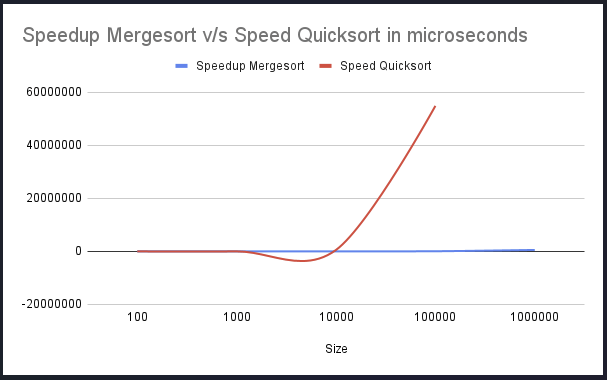 Speedup Mergesort v/s Speed Quicksort in microseconds
Speedup Mergesort Speed Quicksort
60000000
40000000
20000000
0
-20000000
100 1000 10000 100000 1000000
Size